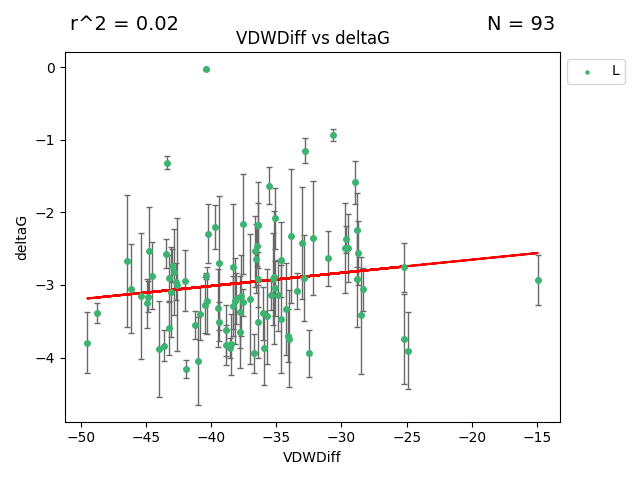 r^2 = 0.02
N = 93
VDWDiff vs deltaG
L
0
−1
−2
−3
−4
deltaG
−50
−45
−40
−35
−30
−25
−20
−15
VDWDiff